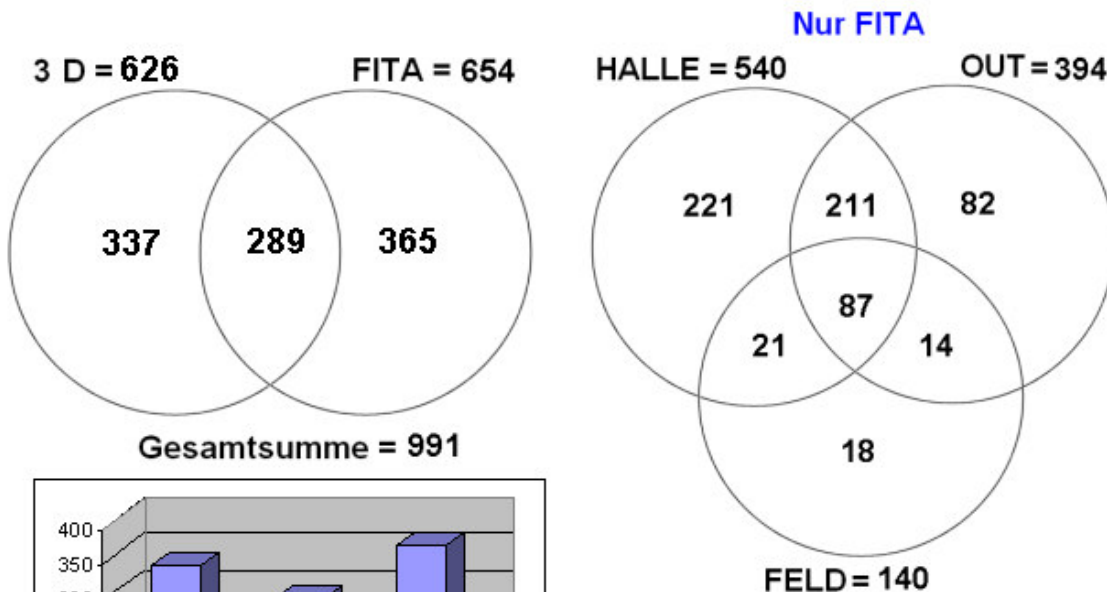 Nur FITA
3 D = 626
FITA = 654
HALLE = 540
OUT = 394
337
289
365
221
211
82
87
21
14
18
Gesamtsumme = 991
400
350
FELD = 140